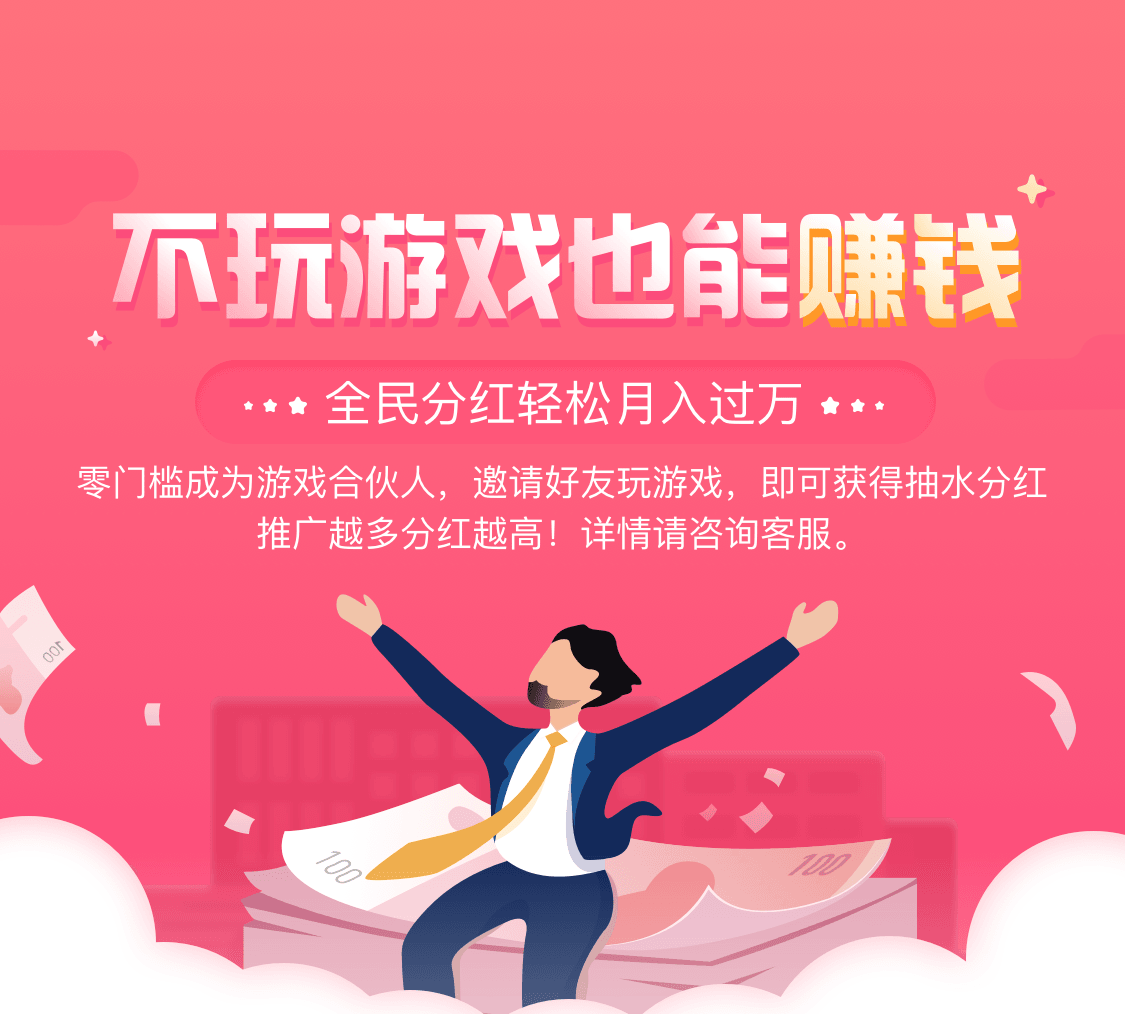 不玩游戏也能赚钱
全民分红轻松月入过万
零门槛成为游戏合伙人，邀请好友玩游戏，即可获得抽水分红
推广越多分红越高！详情请咨询客服。
100
100
100